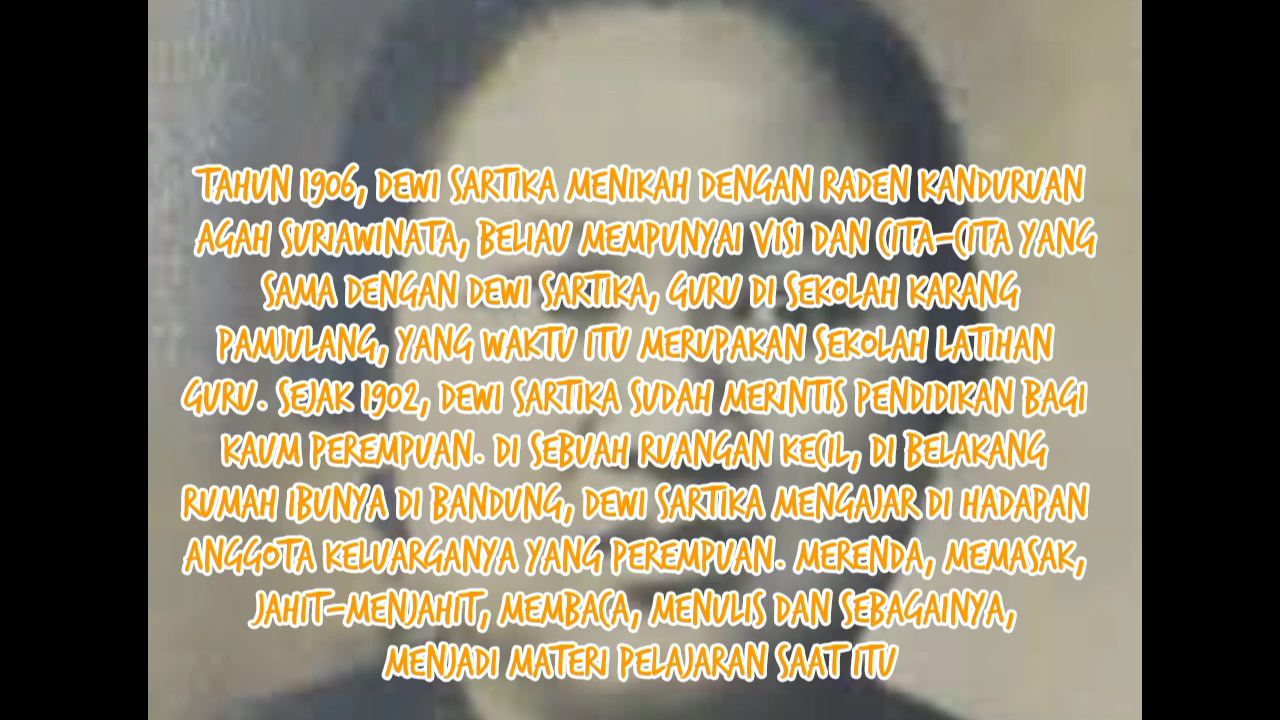 TAHUN 1906, DEWI SARTIKA MENIKAH DENGAN RADEN KANDURUAN
AGAH SURIAWINATA, BELIAU MEMPUNYAI VISI DAN CITA-CITA YANG
SAMA DENGAN DEWI SARTIKA, GURU DI SEKOLAH KARANG
PAMJULANG, YANG WAKTU ITU MERUPAKAN SEKOLAH LATIHAN
GURU. SEJAK 1902, DEWI SARTIKA SUDAH MERINTIS PENDIDIKAN BAGI
KAUM PEREMPUAN. DI SEBUAH RUANGAN KECIL, DI BELAKANG
RUMAH IBUNYA DI BANDUNG, DEWI SARTIKA MENGAJAR DI HADAPAN
ANGGOTA KELUARGANYA YANG PEREMPUAN. MERENDA, MEMASAK,
JAHIT-MENJAHIT, MEMBACA, MENULIS DAN SEBAGAINYA,
MENJADI MATERI PELAJARAN SAAT ITU